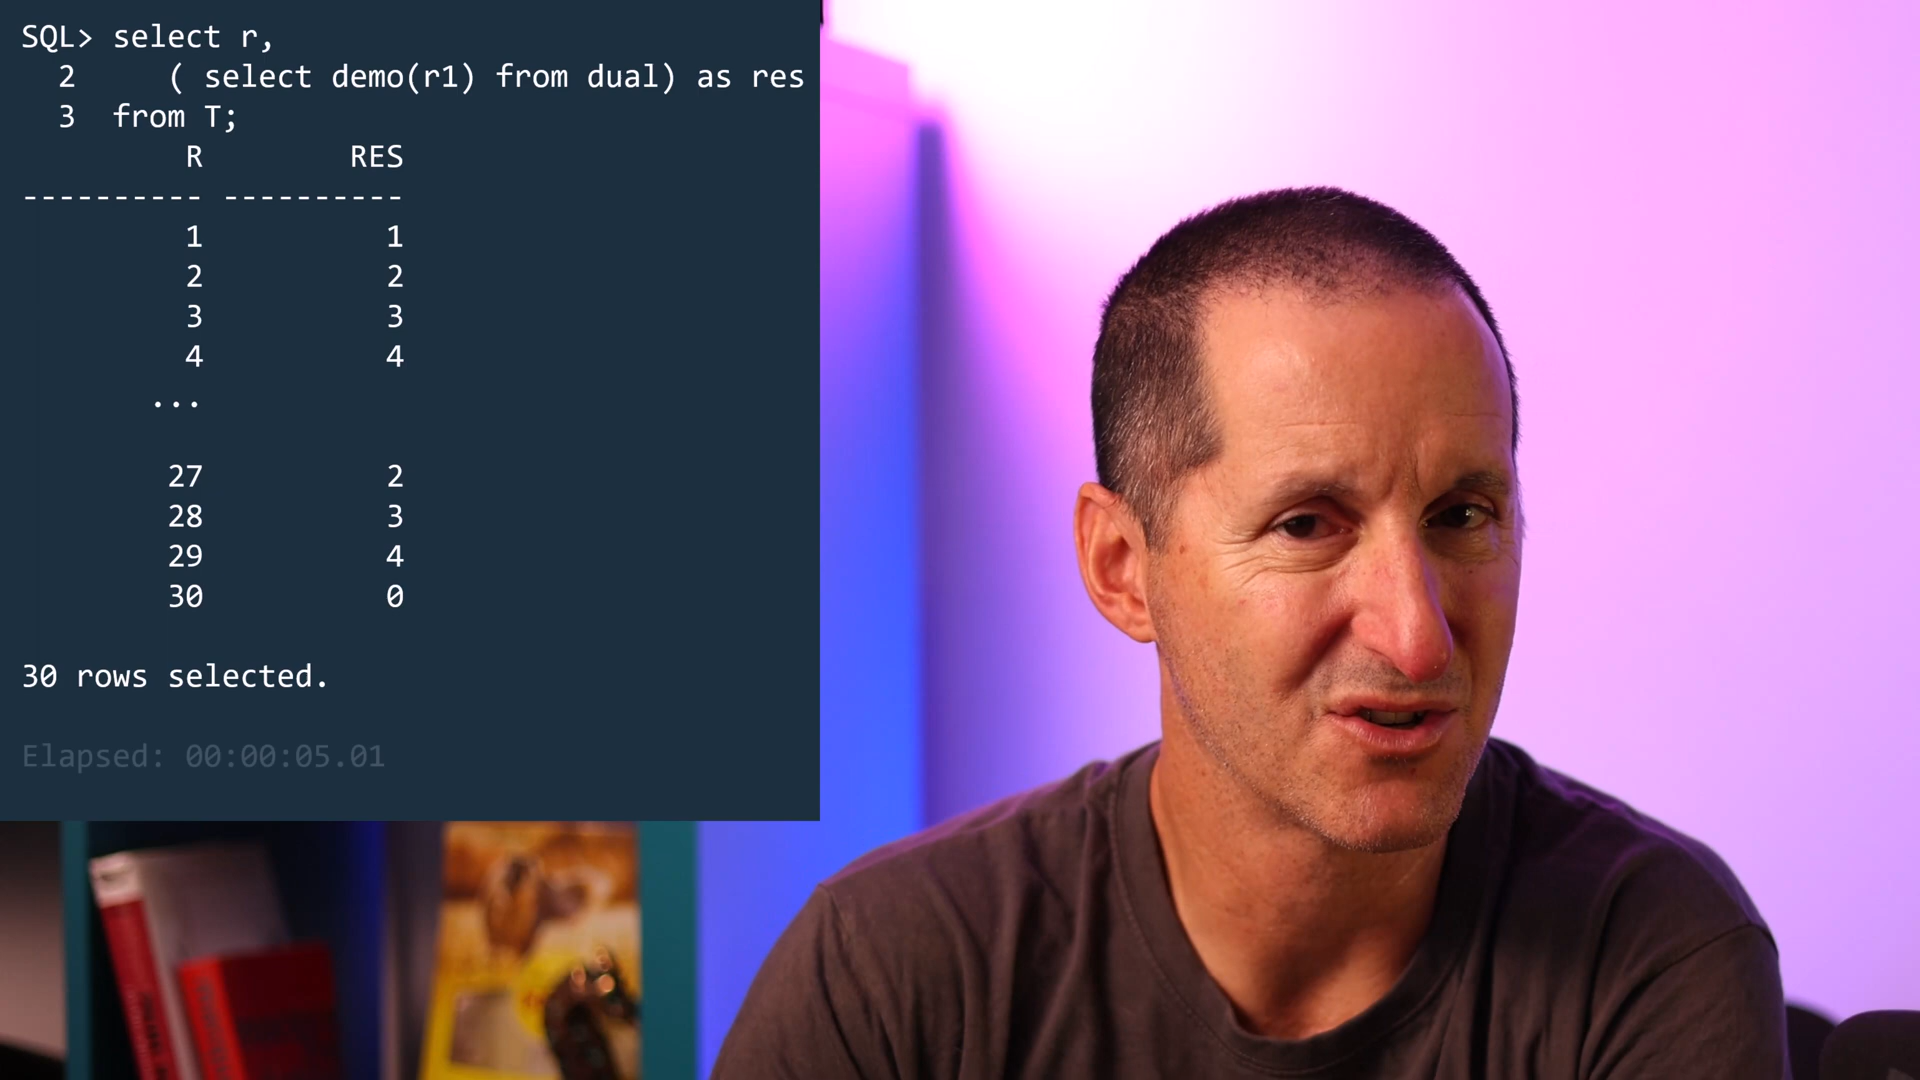 SQL> select r,
  2     ( select demo(r1) from dual) as res
  3  from T;
         R        RES
---------- ----------
         1          1
         2          2
         3          3
         4          4
       ...
        27          2
        28          3
        29          4
        30          0
30 rows selected.
Elapsed: 00:00:05.01